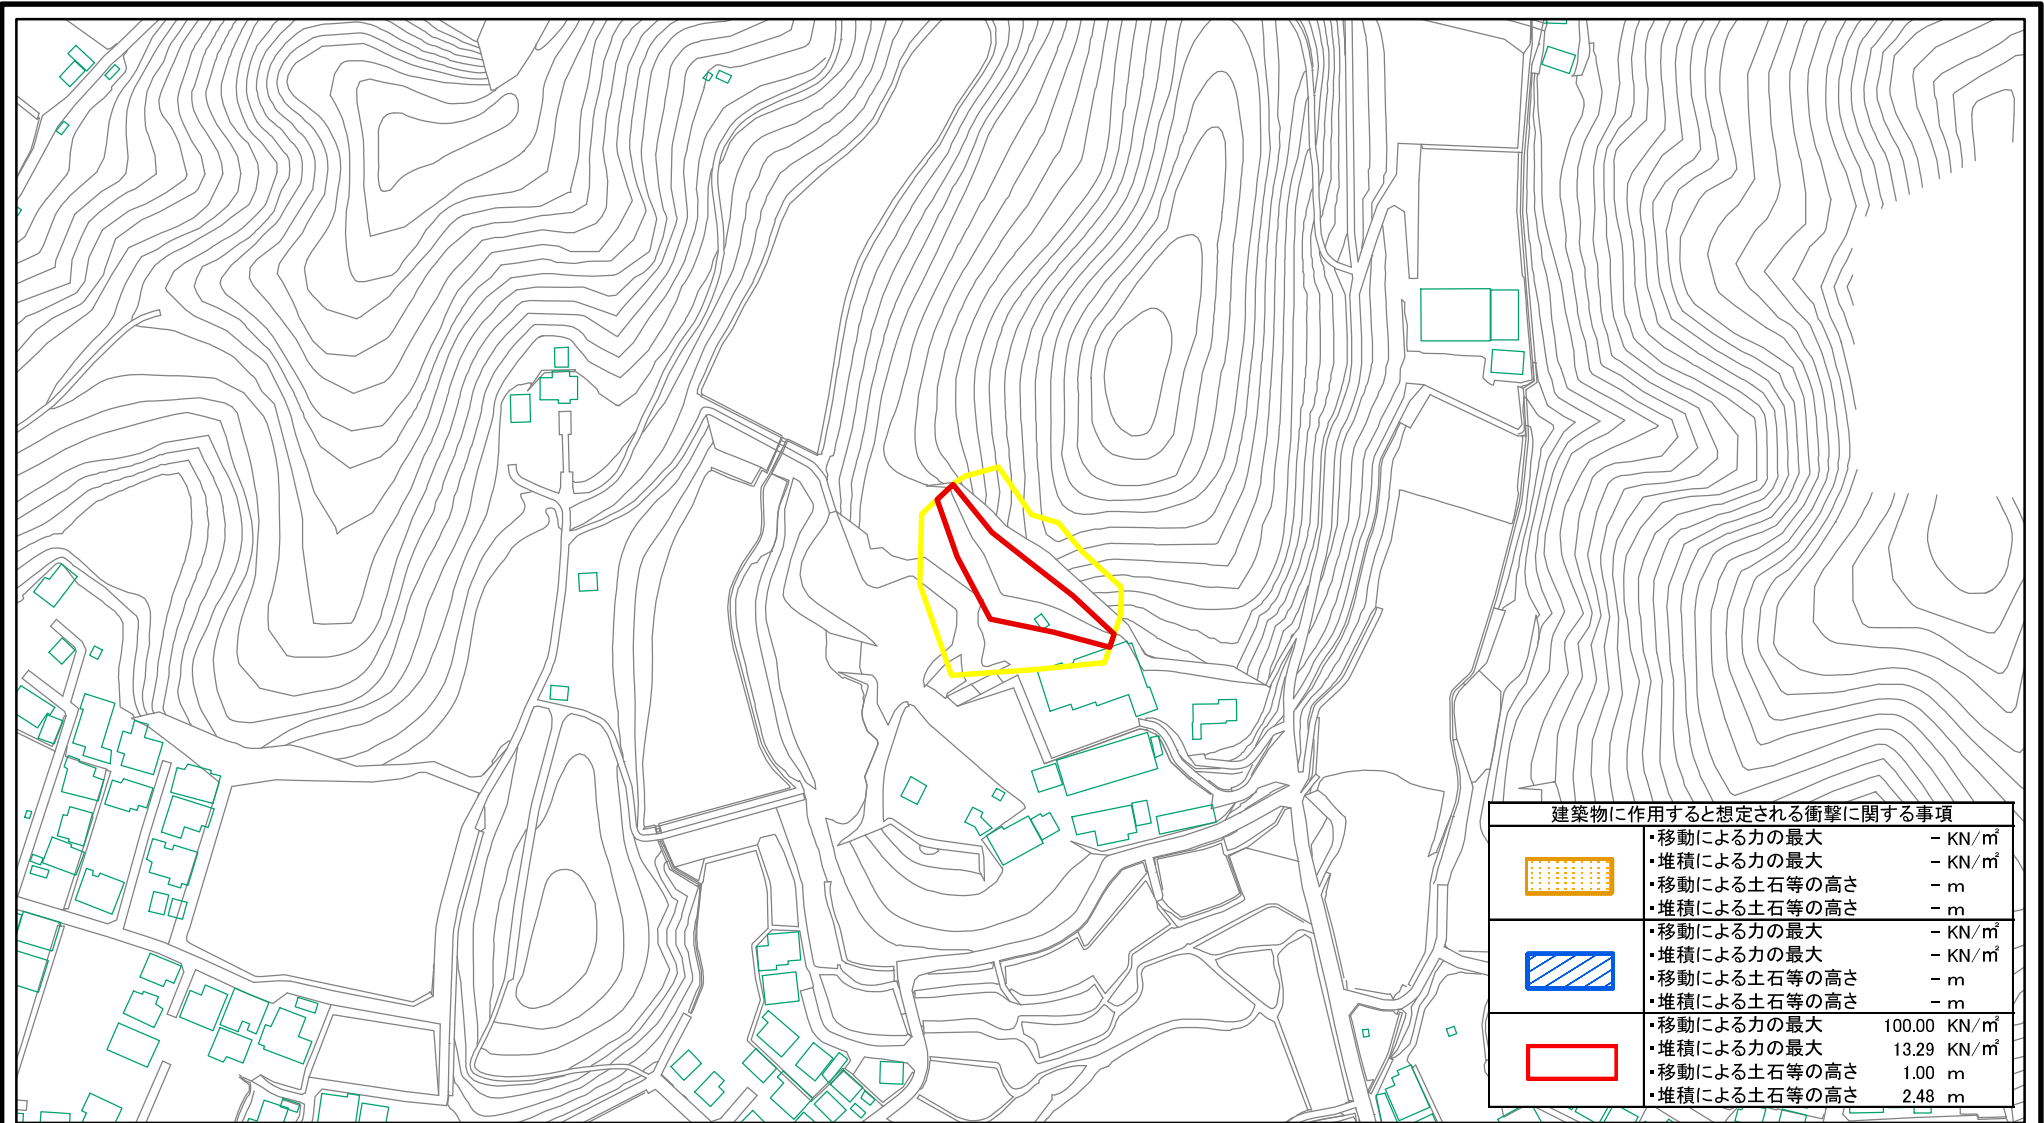 建築物に作用すると想定される衝撃に関する事項
・移動による力の最大 - KN/㎡
・堆積による力の最大 - KN/㎡
・移動による土石等の高さ - m
・堆積による土石等の高さ - m
・移動による力の最大 - KN/㎡
・堆積による力の最大 - KN/㎡
・移動による土石等の高さ - m
・堆積による土石等の高さ - m
・移動による力の最大 100.00 KN/㎡
・堆積による力の最大 13.29 KN/㎡
・移動による土石等の高さ 1.00 m
・堆積による土石等の高さ 2.48 m